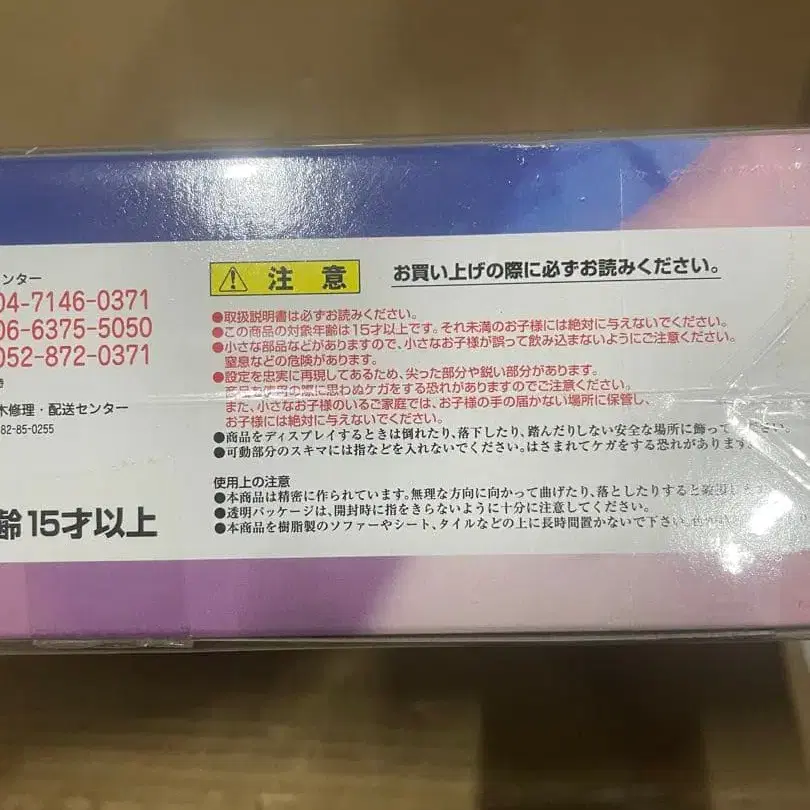 ンター
04-7146-0371
06-6375-5050
052-872-0371
木修理・配送センター
82-85-0255
齢15才以上
注意
お買い上げの際に必ずお読みください。
●取扱説明書は必ずお読みください。
●この商品の対象年齢は15才以上です。それ未満のお子様には絶対に与えないでください。
●小さな部品などがありますので、小さなお子様が誤って飲み込まないようにご注意ください。
窒息などの危険があります。
●設定を忠実に再現してあるため、尖った部分や鋭い部分があります。
商品を使用の際に思わぬケガをする恐れがありますのでご注意ください。
また、小さなお子様のいるご家庭では、お子様の手の届かない場所に保管し、
お子様には絶対に与えないでください。
●商品をディスプレイするときは倒れたり、落下したり、踏んだりしない安全な場所に飾って
●可動部分のスキマには指などを入れないでください。はさまれてケガをする恐れがあります。
使用上の注意
●本商品は精密に作られています。無理な方向に向かって曲げたり、落としたりすると
●透明パッケージは、開封時に指をきらないように十分に注意してください。
●本商品を樹脂製のソファーやシート、タイルなどの上に長時間置かないで下さい。